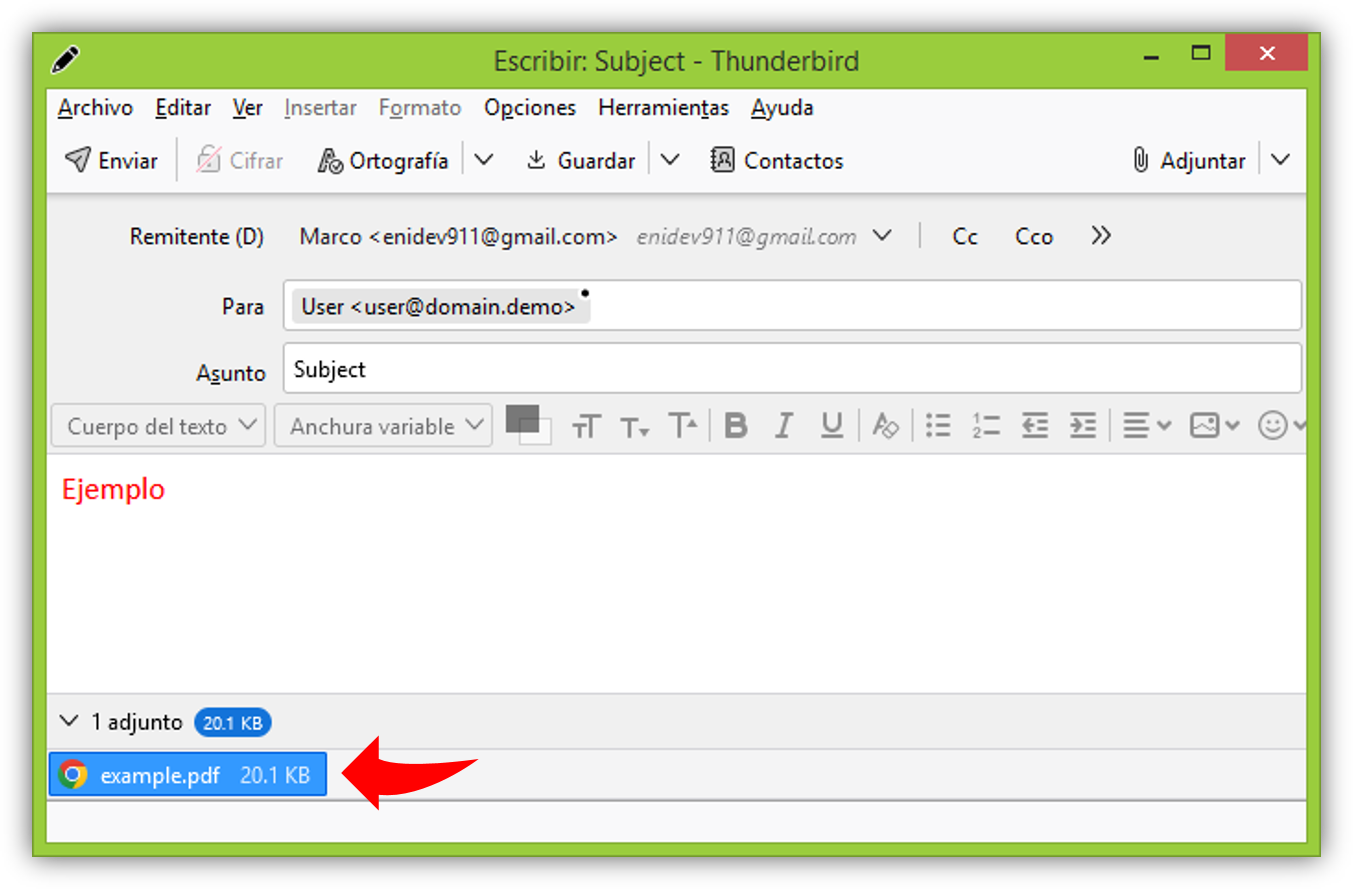 Escribir: Subject - Thunderbird
Archivo Editar Ver Insertar Formato Opciones Herramientas Ayuda
Enviar Cifrar Ortografía Guardar Contactos Adjuntar
Remitente (D) Marco <enidev911@gmail.com> enidev911@gmail.com Cc Cco
Para User <user@domain.demo>
Asunto Subject
Cuerpo del texto Anchura variable
Ejemplo
1 adjunto 20.1 KB
example.pdf 20.1 KB